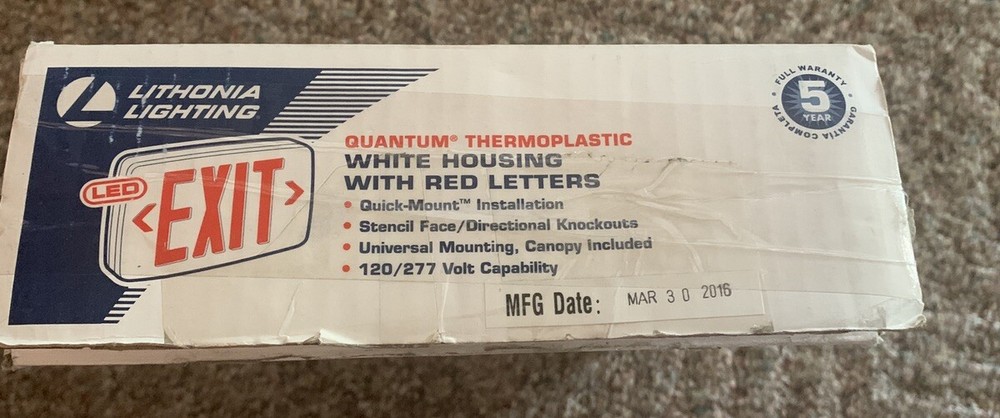 LITHONIA
LIGHTING
LED
<EXIT>
QUANTUM® THERMOPLASTIC
WHITE HOUSING
WITH RED LETTERS
• Quick-Mount™ Installation
• Stencil Face/Directional Knockouts
• Universal Mounting, Canopy Included
• 120/277 Volt Capability
MFG Date: MAR 30 2016
FULL WARRANTY
5
YEAR
GARANTIA COMPLETA